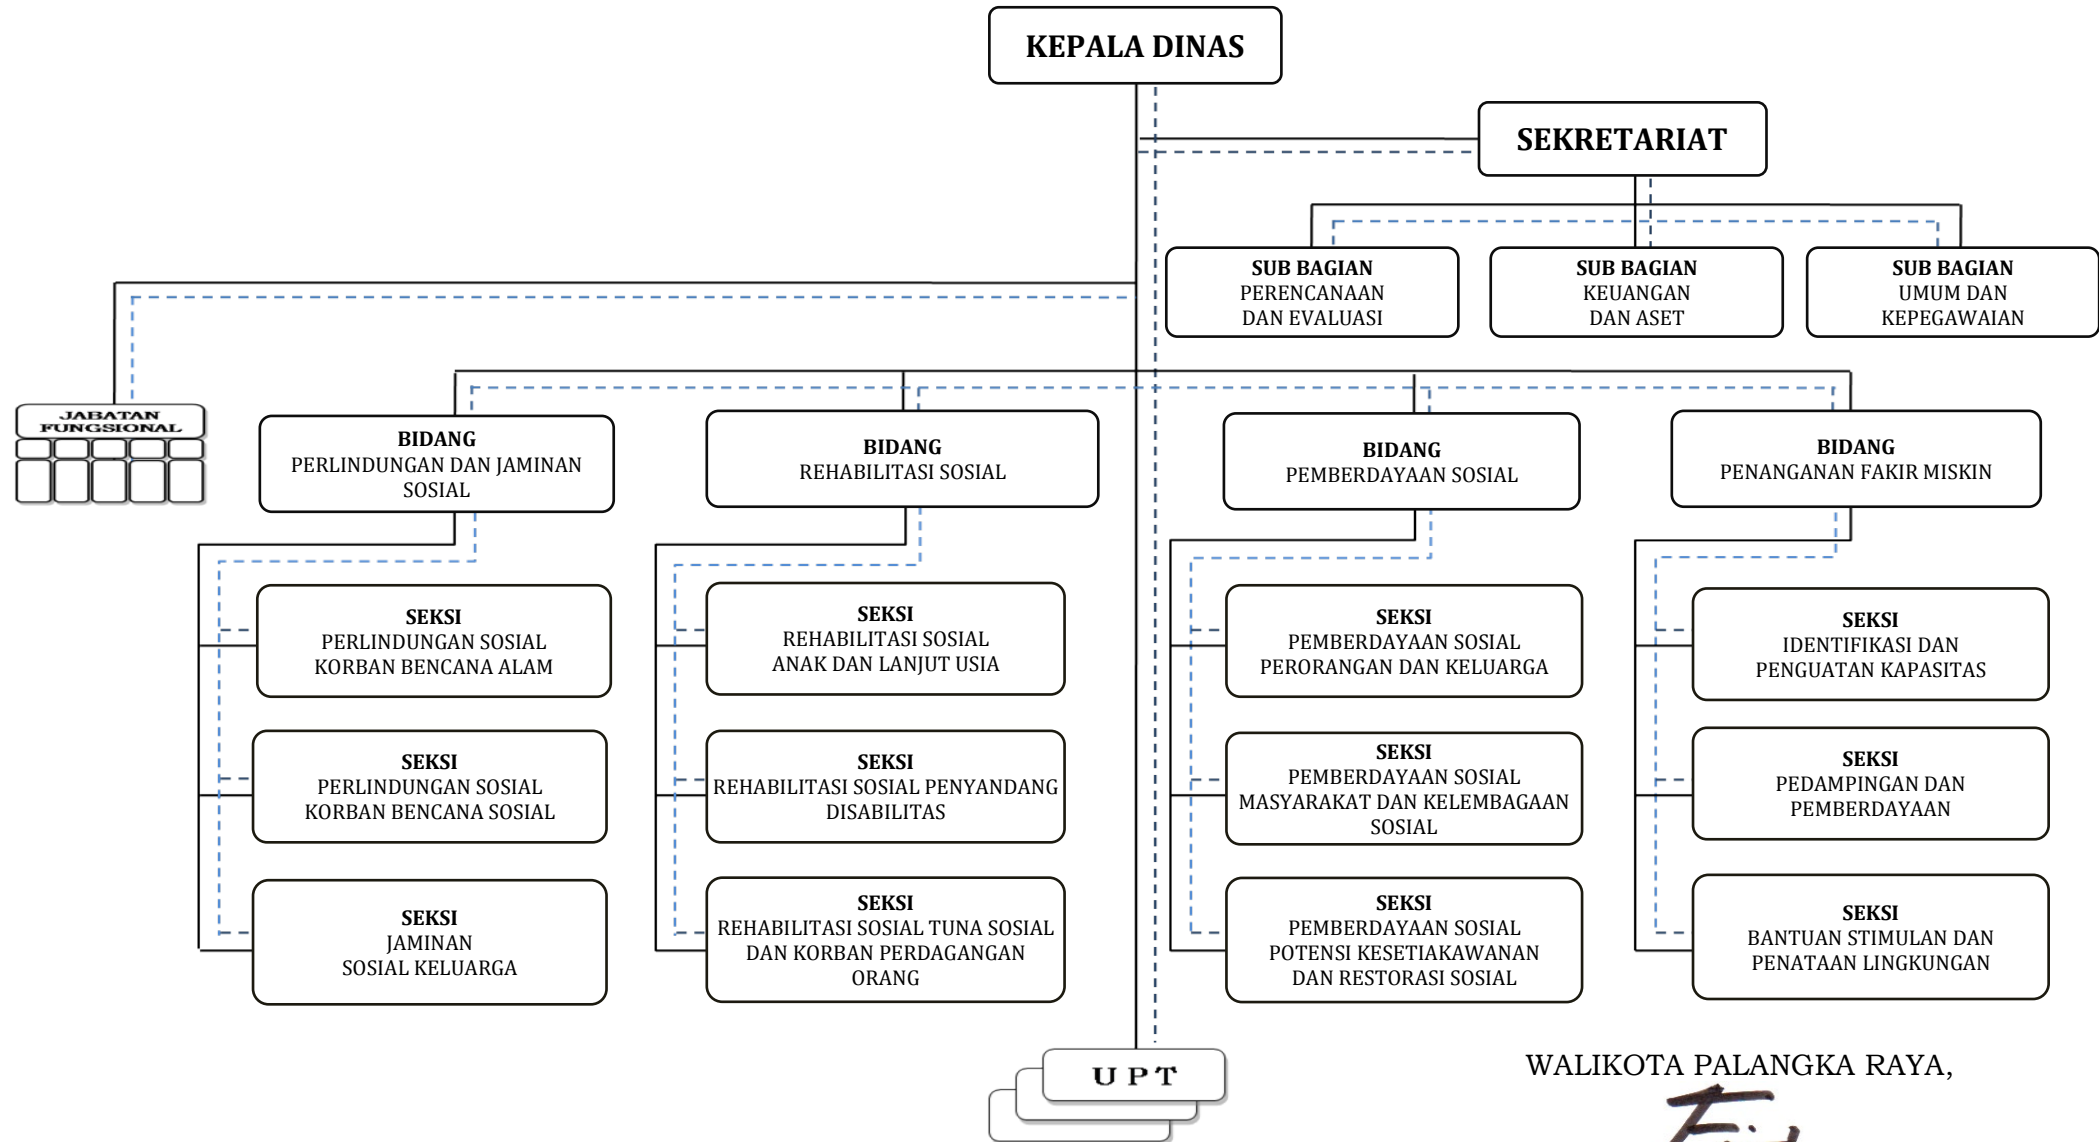 KEPALA DINAS
SEKRETARIAT
SUB BAGIAN
PERENCANAAN
DAN EVALUASI
SUB BAGIAN
KEUANGAN
DAN ASET
SUB BAGIAN
UMUM DAN
KEPEGAWAIAN
JABATAN
FUNGSIONAL
BIDANG
PERLINDUNGAN DAN JAMINAN
SOSIAL
BIDANG
REHABILITASI SOSIAL
BIDANG
PEMBERDAYAAN SOSIAL
BIDANG
PENANGANAN FAKIR MISKIN
SEKSI
PERLINDUNGAN SOSIAL
KORBAN BENCANA ALAM
SEKSI
REHABILITASI SOSIAL
ANAK DAN LANJUT USIA
SEKSI
PEMBERDAYAAN SOSIAL
PERORANGAN DAN KELUARGA
SEKSI
IDENTIFIKASI DAN
PENGUATAN KAPASITAS
SEKSI
PERLINDUNGAN SOSIAL
KORBAN BENCANA SOSIAL
SEKSI
REHABILITASI SOSIAL PENYANDANG
DISABILITAS
SEKSI
PEMBERDAYAAN SOSIAL
MASYARAKAT DAN KELEMBAGAAN
SOSIAL
SEKSI
PEDAMPINGAN DAN
PEMBERDAYAAN
SEKSI
JAMINAN
SOSIAL KELUARGA
SEKSI
REHABILITASI SOSIAL TUNA SOSIAL
DAN KORBAN PERDAGANGAN
ORANG
SEKSI
PEMBERDAYAAN SOSIAL
POTENSI KESETIAKAWANAN
DAN RESTORASI SOSIAL
SEKSI
BANTUAN STIMULAN DAN
PENATAAN LINGKUNGAN
U P T
WALIKOTA PALANGKA RAYA,